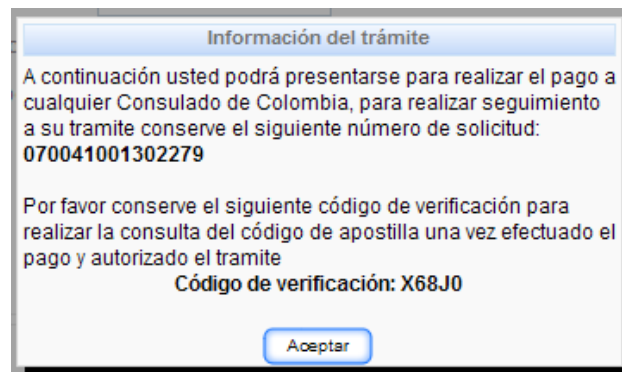 Información del trámite
A continuación usted podrá presentarse para realizar el pago a
cualquier Consulado de Colombia, para realizar seguimiento
a su tramite conserve el siguiente número de solicitud:
070041001302279
Por favor conserve el siguiente código de verificación para
realizar la consulta del código de apostilla una vez efectuado el
pago y autorizado el tramite
Código de verificación: X68J0
Aceptar